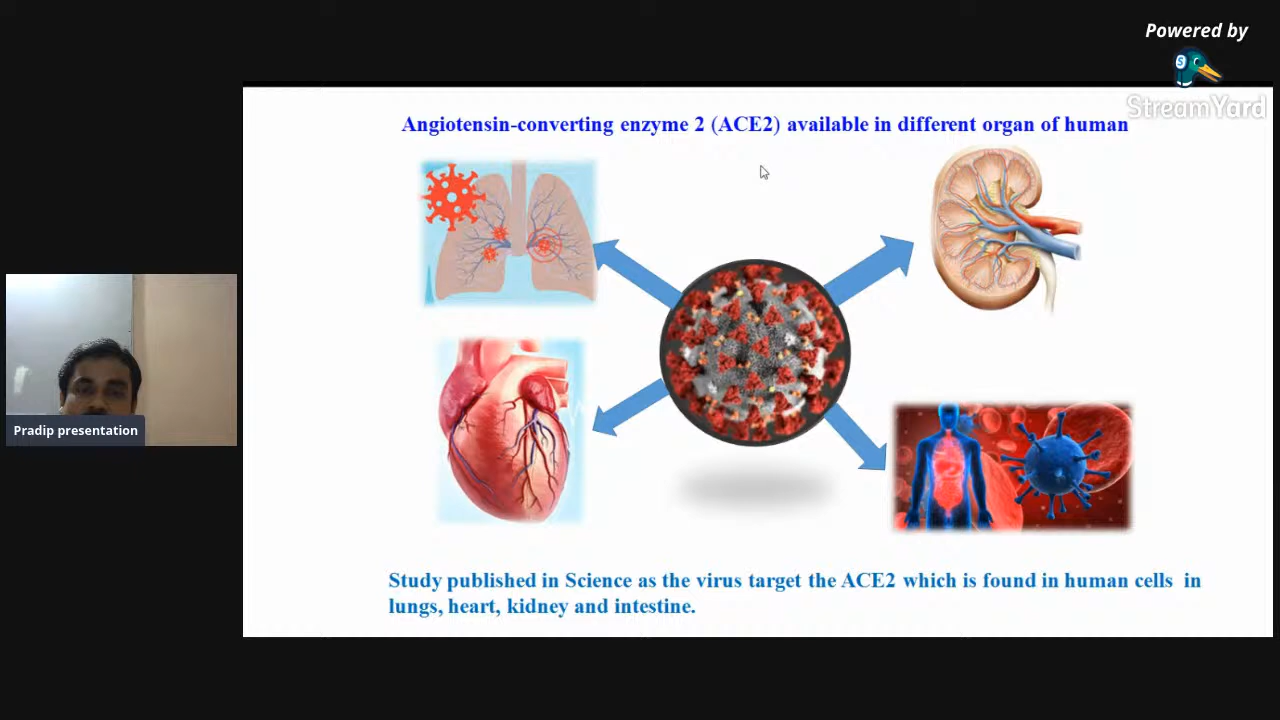 Powered by
S
StreamYard
Angiotensin-converting enzyme 2 (ACE2) available in different organ of human
Pradip presentation
Study published in Science as the virus target the ACE2 which is found in human cells in
lungs, heart, kidney and intestine.